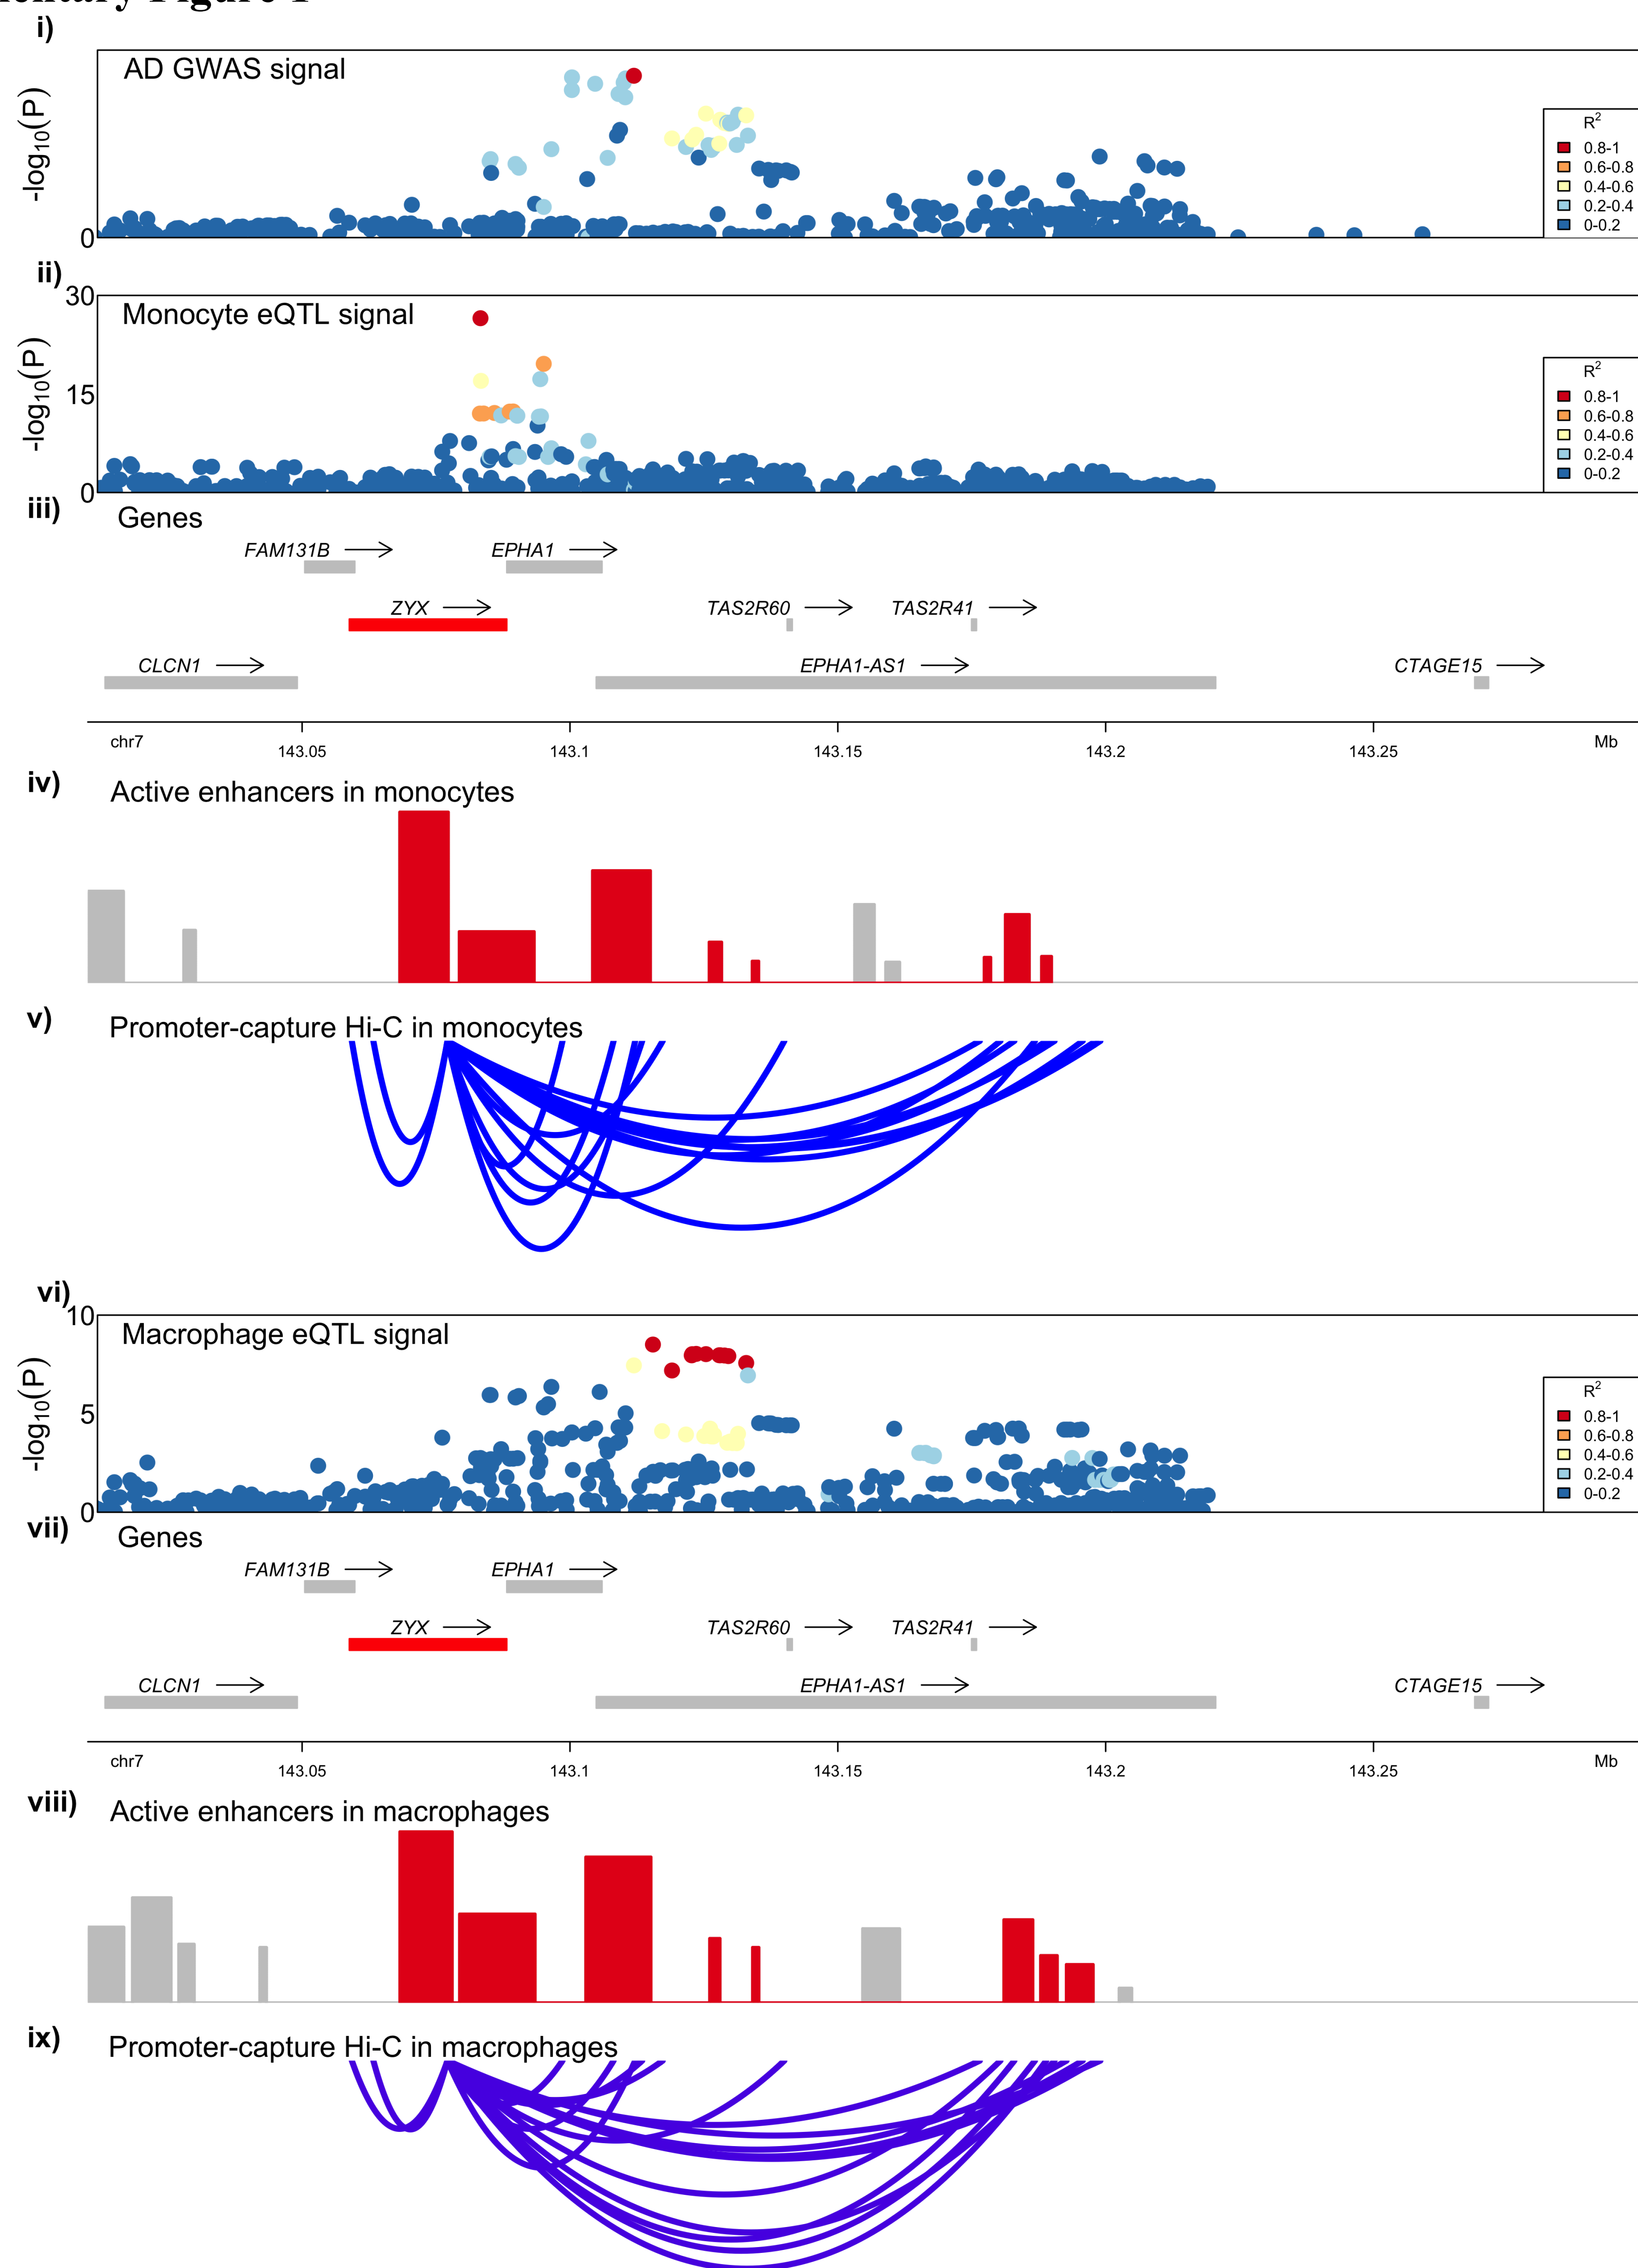 i)
AD GWAS signal
-log10(P)
0
R2
0.8-1
0.6-0.8
0.4-0.6
0.2-0.4
0-0.2
ii)
Monocyte eQTL signal
-log10(P)
30
15
0
R2
0.8-1
0.6-0.8
0.4-0.6
0.2-0.4
0-0.2
iii)
Genes
FAM131B
EPHA1
ZYX
TAS2R60
TAS2R41
CLCN1
EPHA1-AS1
CTAGE15
chr7
143.05
143.1
143.15
143.2
143.25
Mb
iv)
Active enhancers in monocytes
v)
Promoter-capture Hi-C in monocytes
vi)
Macrophage eQTL signal
-log10(P)
10
5
0
R2
0.8-1
0.6-0.8
0.4-0.6
0.2-0.4
0-0.2
vii)
Genes
FAM131B
EPHA1
ZYX
TAS2R60
TAS2R41
CLCN1
EPHA1-AS1
CTAGE15
chr7
143.05
143.1
143.15
143.2
143.25
Mb
viii)
Active enhancers in macrophages
ix)
Promoter-capture Hi-C in macrophages